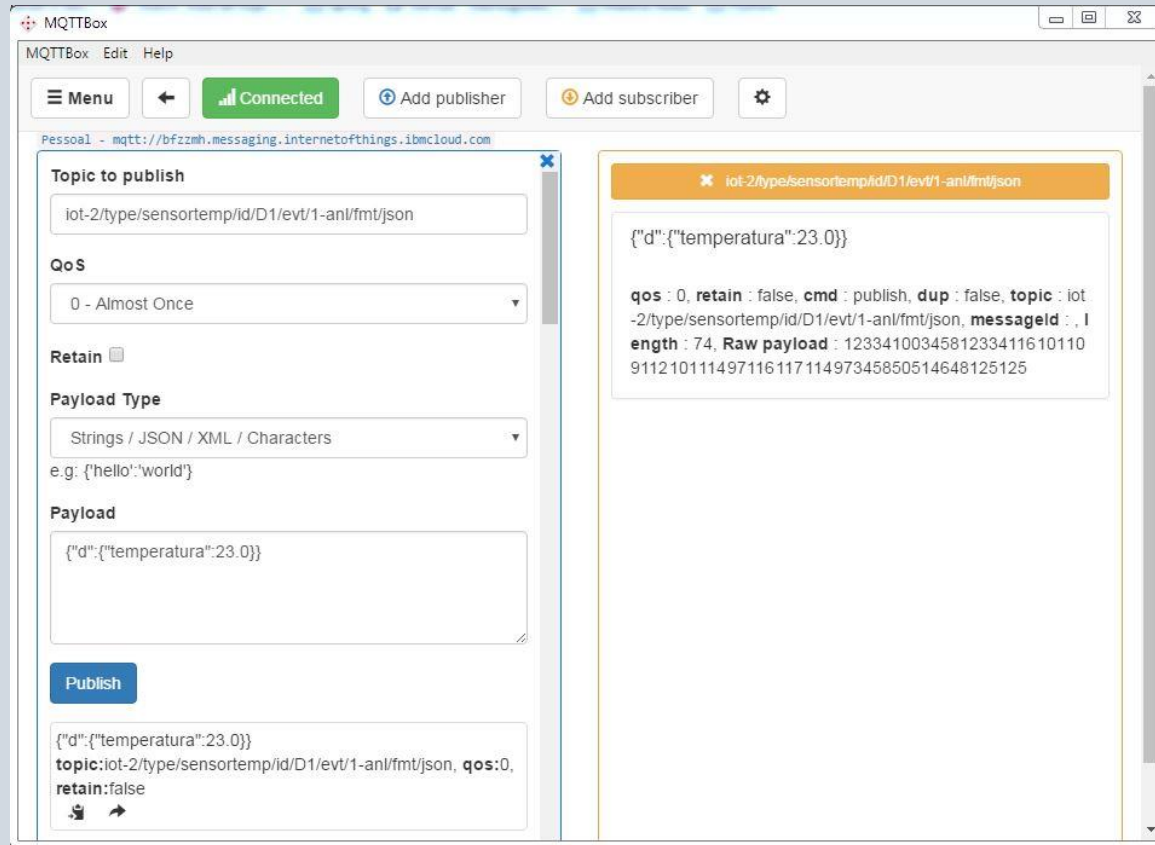 MQTTBox
MQTTBox Edit Help
Menu
Connected
Add publisher
Add subscriber
Pessoal - mqtt://bfzzmh.messaging.internetofthings.ibmcloud.com
Topic to publish
iot-2/type/sensortemp/id/D1/evt/1-anl/fmt/json
QoS
0 - Almost Once
Retain
Payload Type
Strings / JSON / XML / Characters
e.g: {'hello':'world'}
Payload
{"d":{"temperatura":23.0}}
Publish
{"d":{"temperatura":23.0}}
topic:iot-2/type/sensortemp/id/D1/evt/1-anl/fmt/json, qos:0,
retain:false
iot-2/type/sensortemp/id/D1/evt/1-anl/fmt/json
{"d":{"temperatura":23.0}}
qos : 0, retain : false, cmd : publish, dup : false, topic : iot
-2/type/sensortemp/id/D1/evt/1-anl/fmt/json, messageId : , l
ength : 74, Raw payload : 1233410034581233411610110
91121011149711611711497345850514648125125